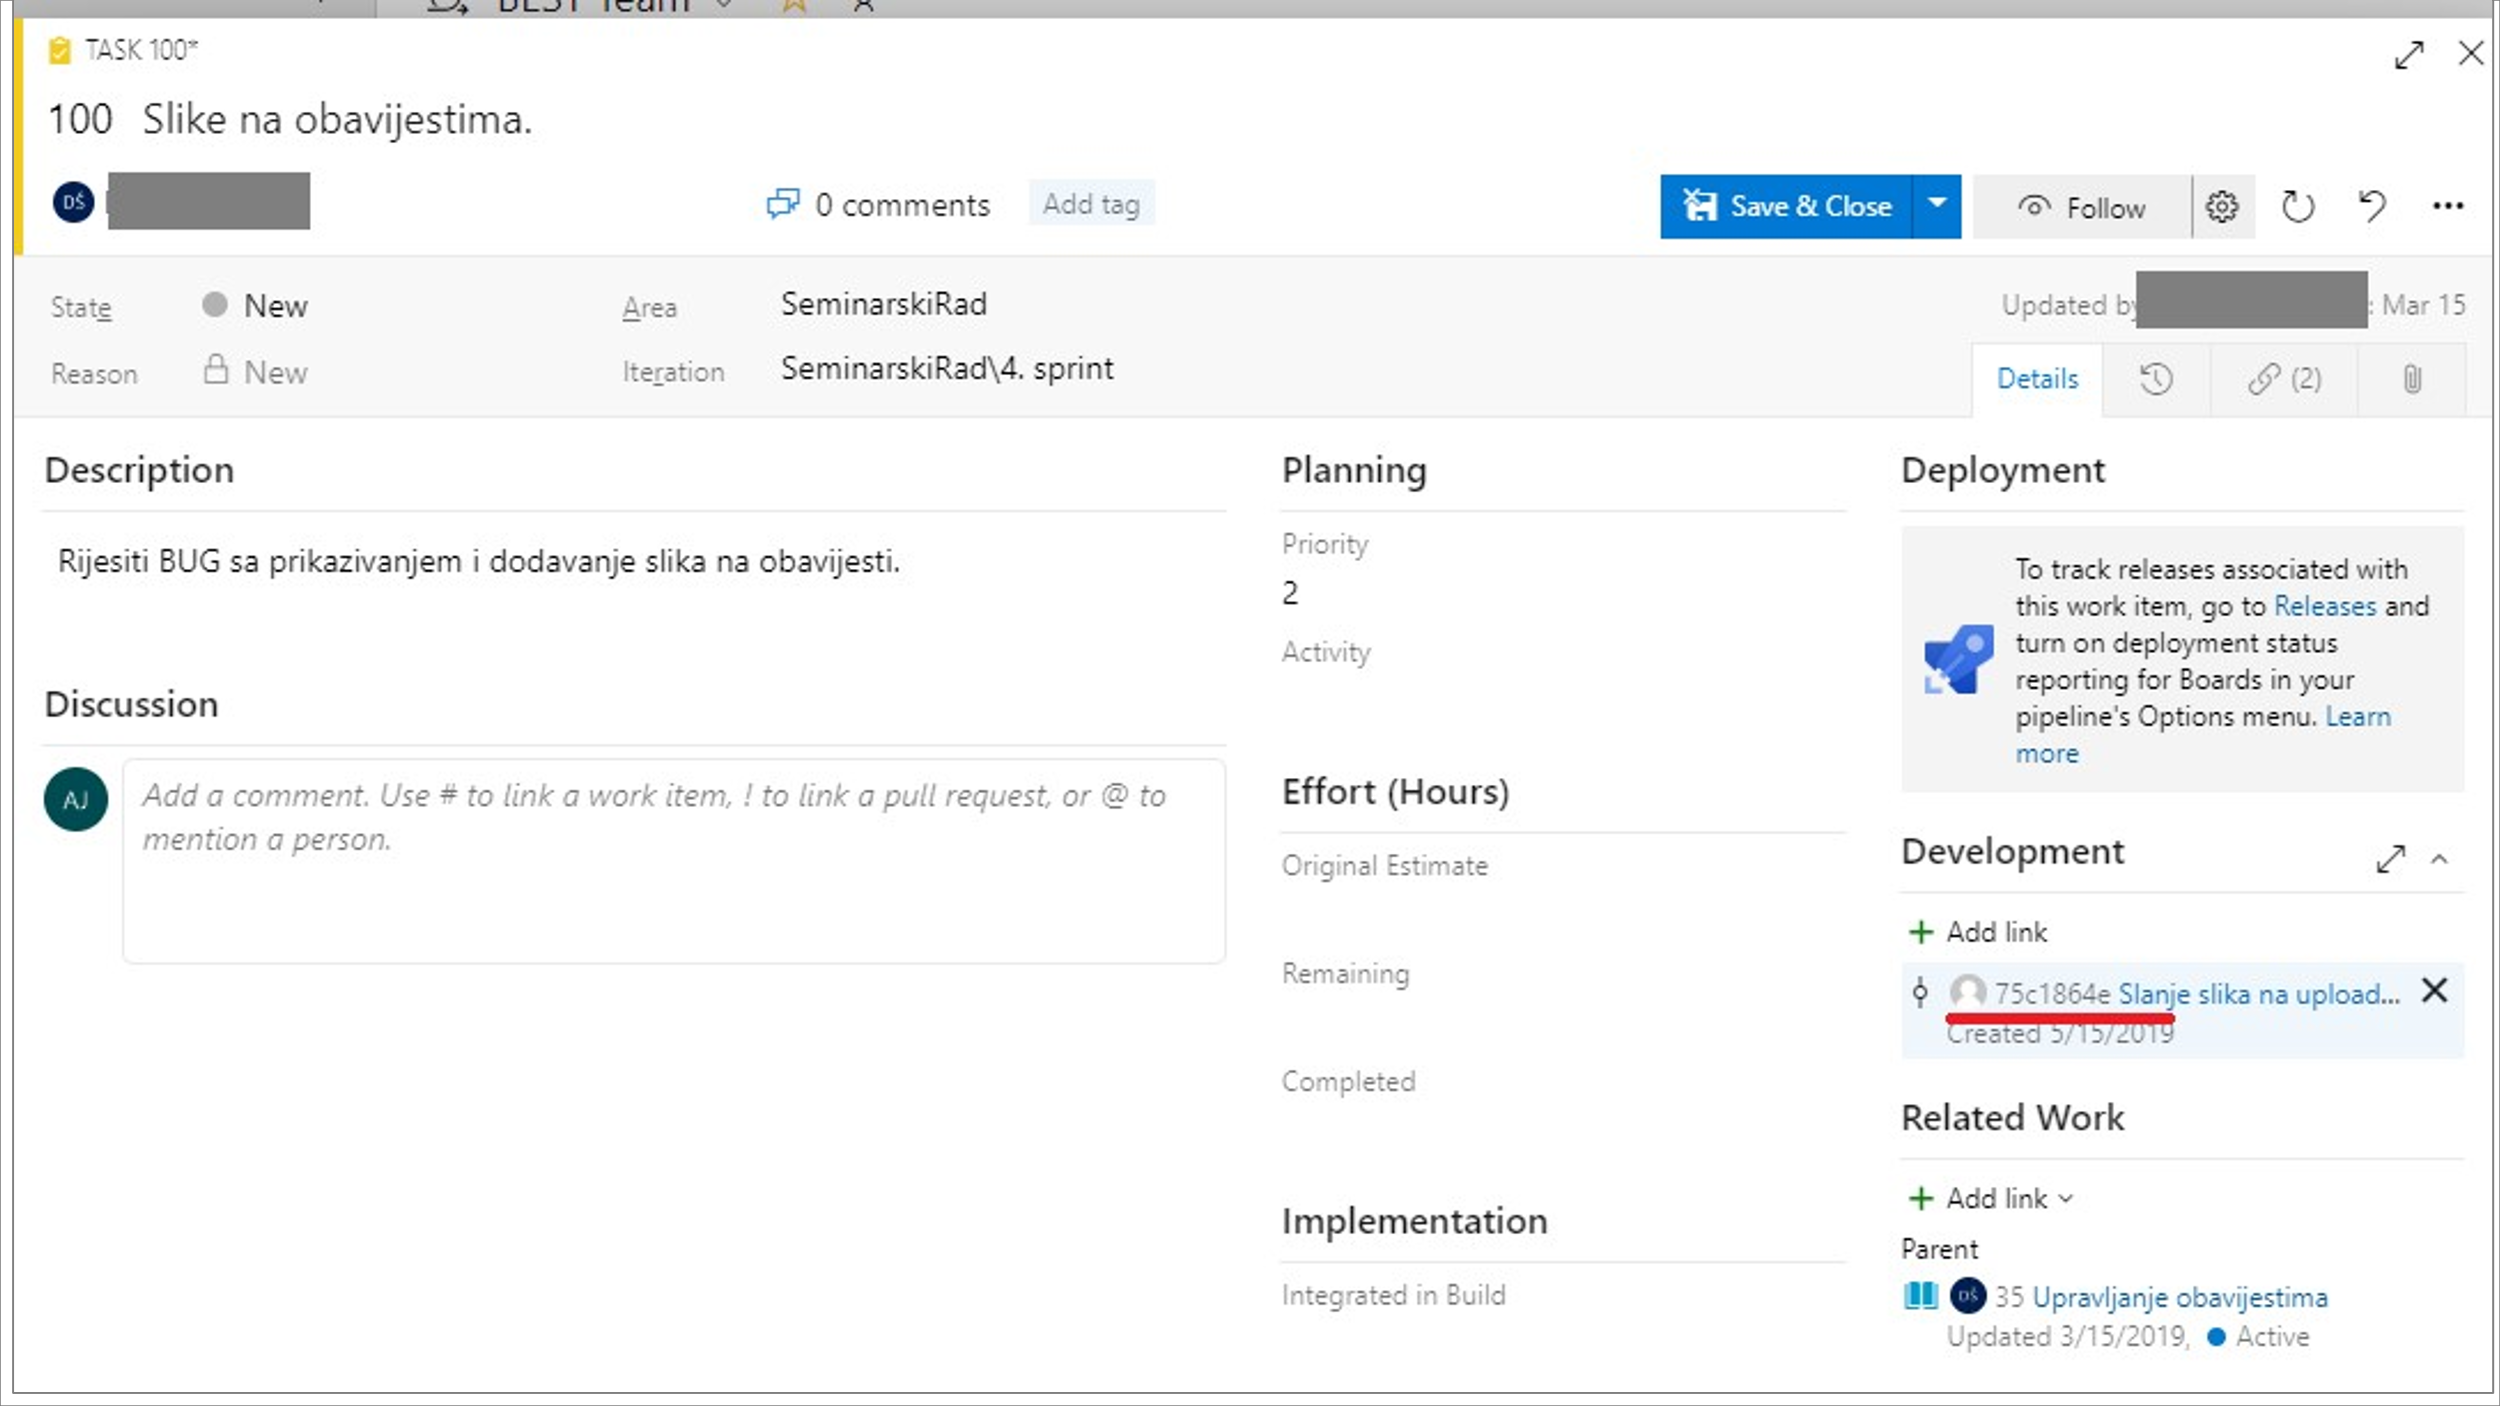 BEST Team
TASK 100*
100 Slike na obavijestima.
DŠ
0 comments
Add tag
Save & Close
Follow
State
New
Area
SeminarskiRad
Updated by
: Mar 15
Reason
New
Iteration
SeminarskiRad\4. sprint
Details
(2)
Description
Rijesiti BUG sa prikazivanjem i dodavanje slika na obavijesti.
Discussion
AJ
Add a comment. Use # to link a work item, ! to link a pull request, or @ to
mention a person.
Planning
Priority
2
Activity
Effort (Hours)
Original Estimate
Remaining
Completed
Implementation
Integrated in Build
Deployment
To track releases associated with
this work item, go to Releases and
turn on deployment status
reporting for Boards in your
pipeline's Options menu. Learn
more
Development
Add link
75c1864e Slanje slika na upload...
Created 5/15/2019
Related Work
Add link
Parent
DŠ 35 Upravljanje obavijestima
Updated 3/15/2019, Active